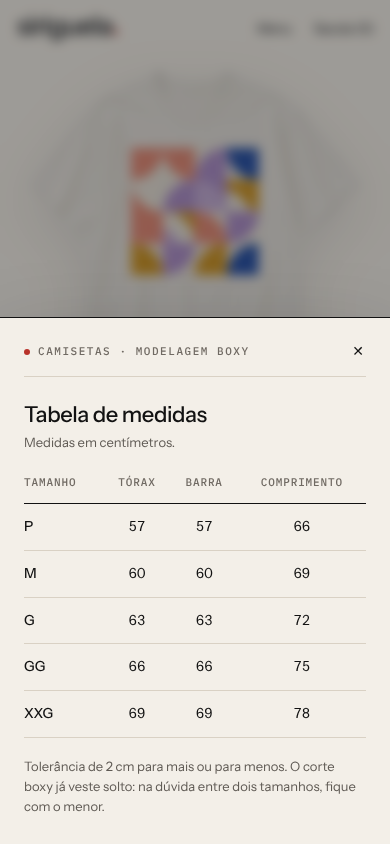 CAMISETAS · MODELAGEM BOXY ✕
Tabela de medidas
Medidas em centímetros.
TAMANHO TÓRAX BARRA COMPRIMENTO
P 57 57 66
M 60 60 69
G 63 63 72
GG 66 66 75
XXG 69 69 78
Tolerância de 2 cm para mais ou para menos. O corte
boxy já veste solto: na dúvida entre dois tamanhos, fique
com o menor.